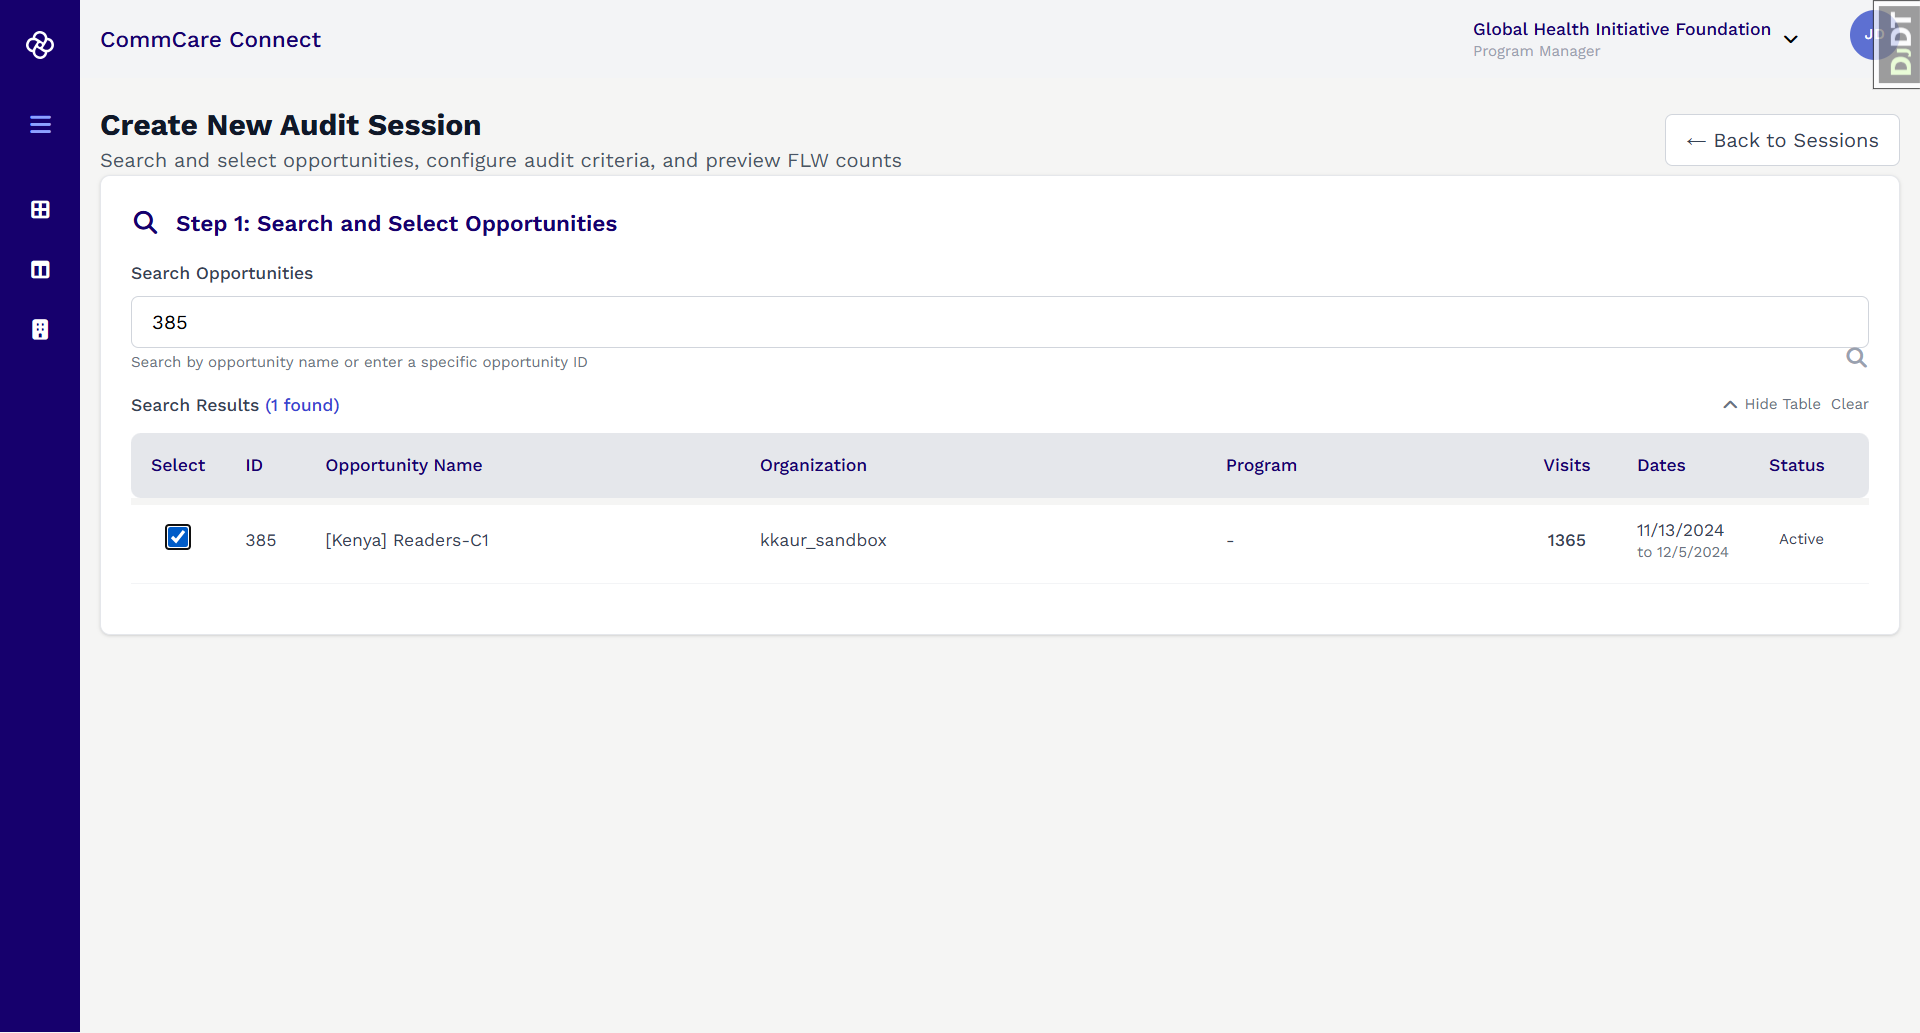 CommCare Connect
Global Health Initiative Foundation
Program Manager
JD
DjDT
Create New Audit Session
Search and select opportunities, configure audit criteria, and preview FLW counts
← Back to Sessions
Step 1: Search and Select Opportunities
Search Opportunities
385
Search by opportunity name or enter a specific opportunity ID
Search Results (1 found)
Hide Table Clear
Select ID Opportunity Name Organization Program Visits Dates Status
385 [Kenya] Readers-C1 kkaur_sandbox - 1365 11/13/2024 Active
to 12/5/2024